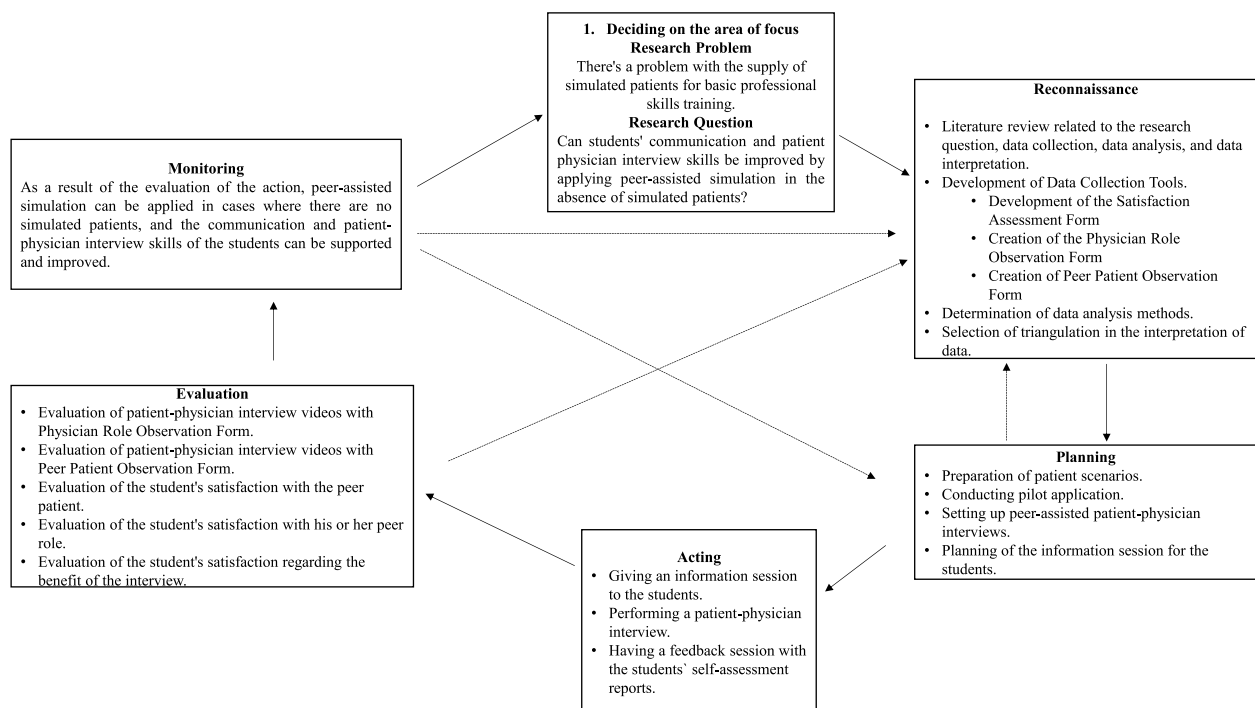 1. Deciding on the area of focus
Research Problem
There's a problem with the supply of
simulated patients for basic professional
skills training.
Research Question
Can students' communication and patient
physician interview skills be improved by
applying peer-assisted simulation in the
absence of simulated patients?
Reconnaissance
• Literature review related to the research
question, data collection, data analysis, and data
interpretation.
• Development of Data Collection Tools.
• Development of the Satisfaction
Assessment Form
• Creation of the Physician Role
Observation Form
• Creation of Peer Patient Observation
Form
• Determination of data analysis methods.
• Selection of triangulation in the interpretation of
data.
Planning
• Preparation of patient scenarios.
• Conducting pilot application.
• Setting up peer-assisted patient-physician
interviews.
• Planning of the information session for the
students.
Acting
• Giving an information session
to the students.
• Performing a patient-physician
interview.
• Having a feedback session with
the students` self-assessment
reports.
Evaluation
• Evaluation of patient-physician interview videos with
Physician Role Observation Form.
• Evaluation of patient-physician interview videos with
Peer Patient Observation Form.
• Evaluation of the student's satisfaction with the peer
patient.
• Evaluation of the student's satisfaction with his or her peer
role.
• Evaluation of the student's satisfaction regarding the
benefit of the interview.
Monitoring
As a result of the evaluation of the action, peer-assisted
simulation can be applied in cases where there are no
simulated patients, and the communication and patient-
physician interview skills of the students can be supported
and improved.